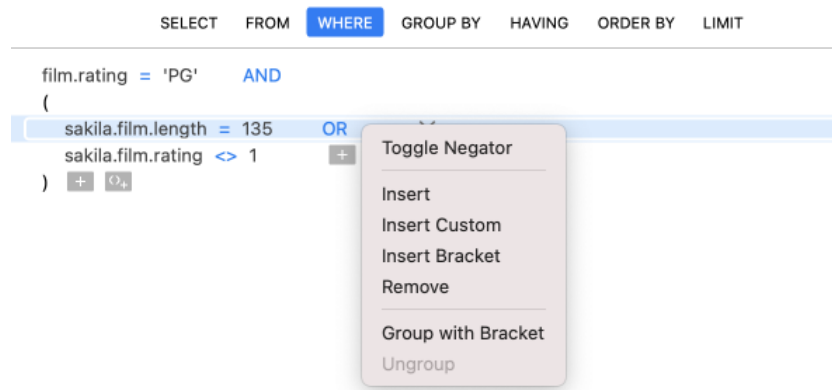 SELECT FROM WHERE GROUP BY HAVING ORDER BY LIMIT
film.rating = 'PG' AND
(
sakila.film.length = 135 OR
sakila.film.rating <> 1 +
) + <>+
Toggle Negator
Insert
Insert Custom
Insert Bracket
Remove
Group with Bracket
Ungroup